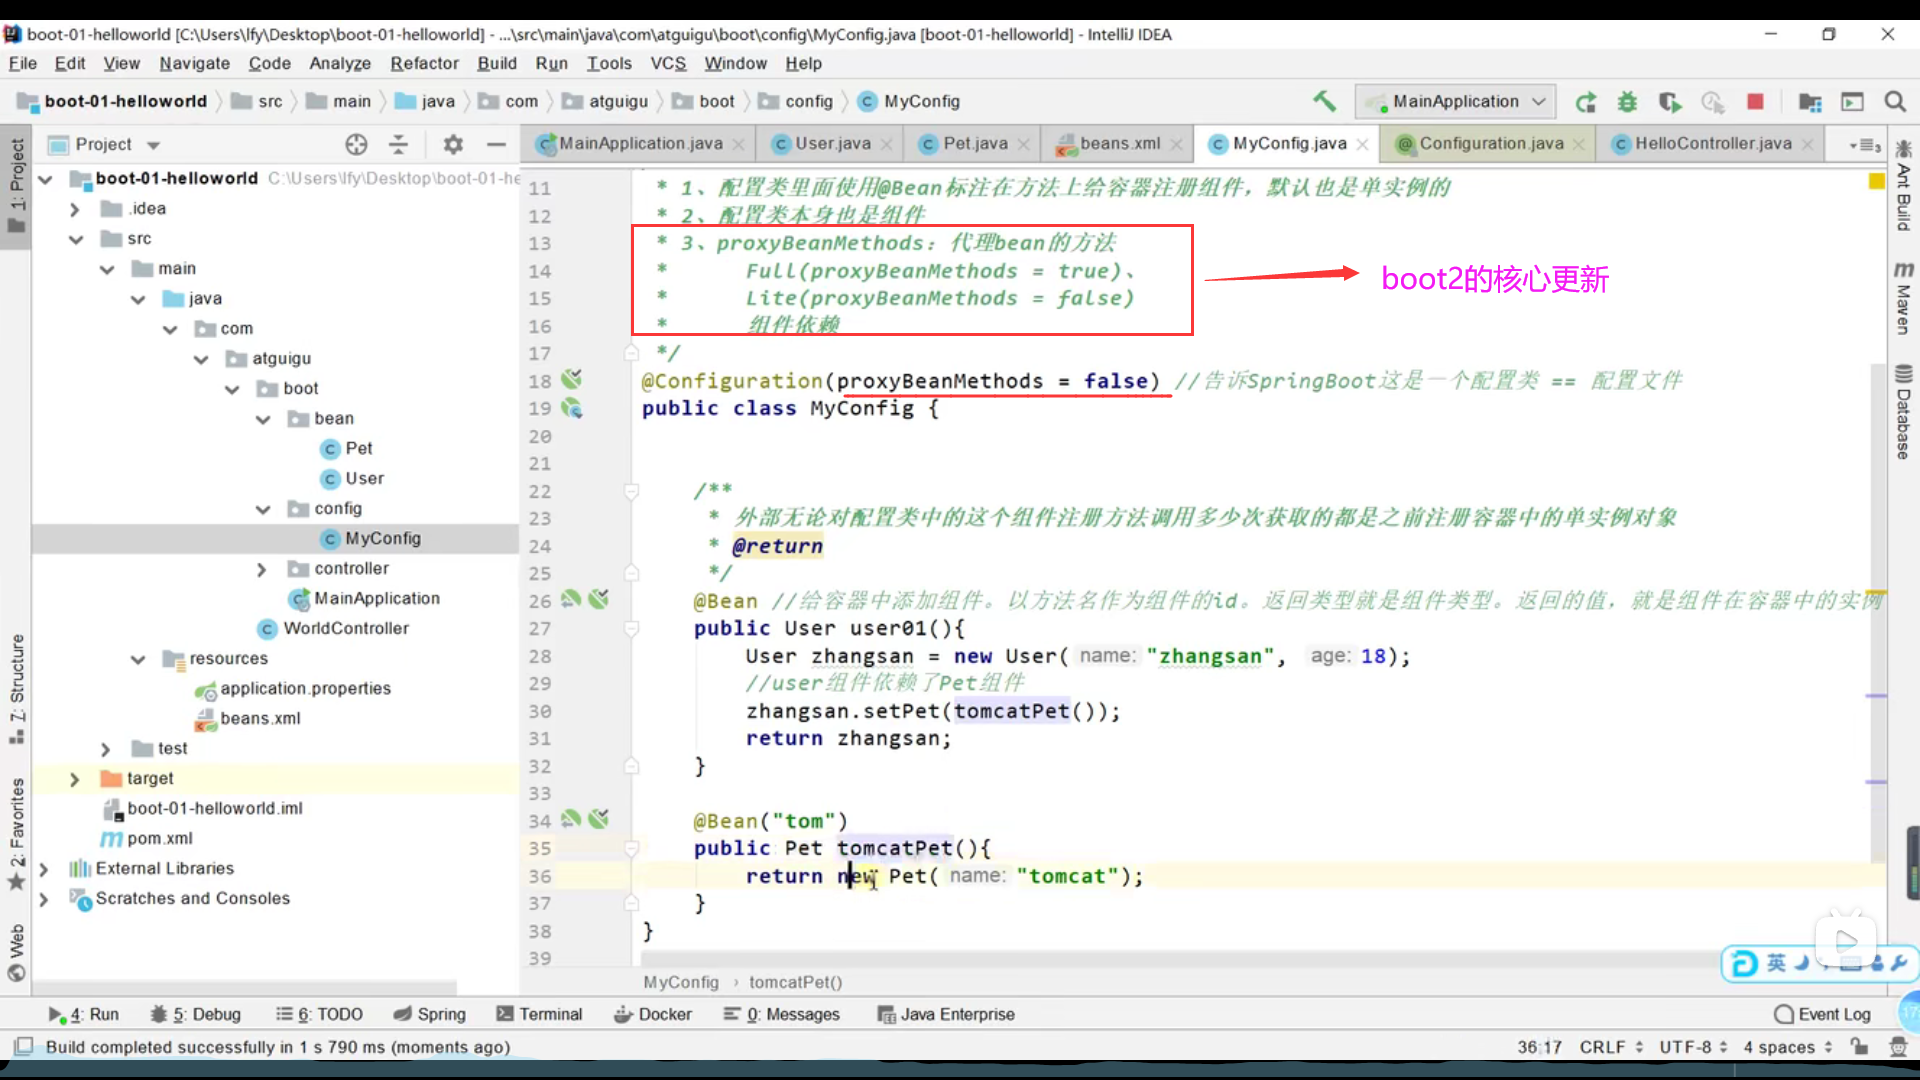 boot-01-helloworld [C:\Users\lfy\Desktop\boot-01-helloworld] - ...\src\main\java\com\atguigu\boot\config\MyConfig.java [boot-01-helloworld] - IntelliJ IDEA
File Edit View Navigate Code Analyze Refactor Build Run Tools VCS Window Help
boot-01-helloworld src main java com atguigu boot config MyConfig MainApplication
Project MainApplication.java User.java Pet.java beans.xml MyConfig.java Configuration.java HelloController.java
1: Project
Z: Structure
2: Favorites
Web
boot-01-helloworld C:\Users\lfy\Desktop\boot-01-he
.idea
src
main
java
com
atguigu
boot
bean
Pet
User
config
MyConfig
controller
MainApplication
WorldController
resources
application.properties
beans.xml
test
target
boot-01-helloworld.iml
pom.xml
External Libraries
Scratches and Consoles
11 * 1、配置类里面使用@Bean标注在方法上给容器注册组件，默认也是单实例的
12 * 2、配置类本身也是组件
13 * 3、proxyBeanMethods：代理bean的方法
14 * Full(proxyBeanMethods = true)、
15 * Lite(proxyBeanMethods = false)
16 * 组件依赖
17 */
18 @Configuration(proxyBeanMethods = false) //告诉SpringBoot这是一个配置类 == 配置文件
19 public class MyConfig {
20
21
22 /**
23 * 外部无论对配置类中的这个组件注册方法调用多少次获取的都是之前注册容器中的单实例对象
24 * @return
25 */
26 @Bean //给容器中添加组件。以方法名作为组件的id。返回类型就是组件类型。返回的值，就是组件在容器中的实例
27 public User user01(){
28 User zhangsan = new User( name: "zhangsan", age: 18);
29 //user组件依赖了Pet组件
30 zhangsan.setPet(tomcatPet());
31 return zhangsan;
32 }
33
34 @Bean("tom")
35 public Pet tomcatPet(){
36 return new Pet( name: "tomcat");
37 }
38 }
39
boot2的核心更新
MyConfig › tomcatPet()
Ant Build
Maven
Database
英
4: Run 5: Debug 6: TODO Spring Terminal Docker 0: Messages Java Enterprise Event Log
Build completed successfully in 1 s 790 ms (moments ago) 36:17 CRLF UTF-8 4 spaces